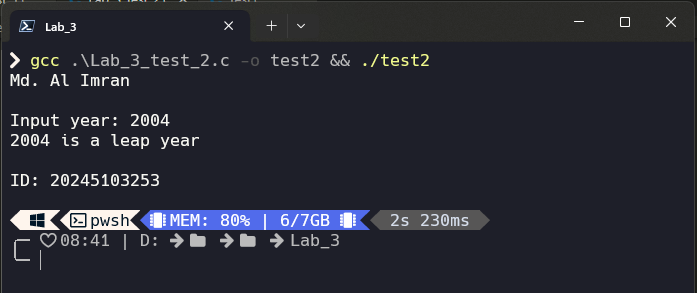 Lab_3
❯ gcc .\Lab_3_test_2.c -o test2 && ./test2
Md. Al Imran
Input year: 2004
2004 is a leap year
ID: 20245103253
pwsh MEM: 80% | 6/7GB 2s 230ms
08:41 | D: → → → Lab_3